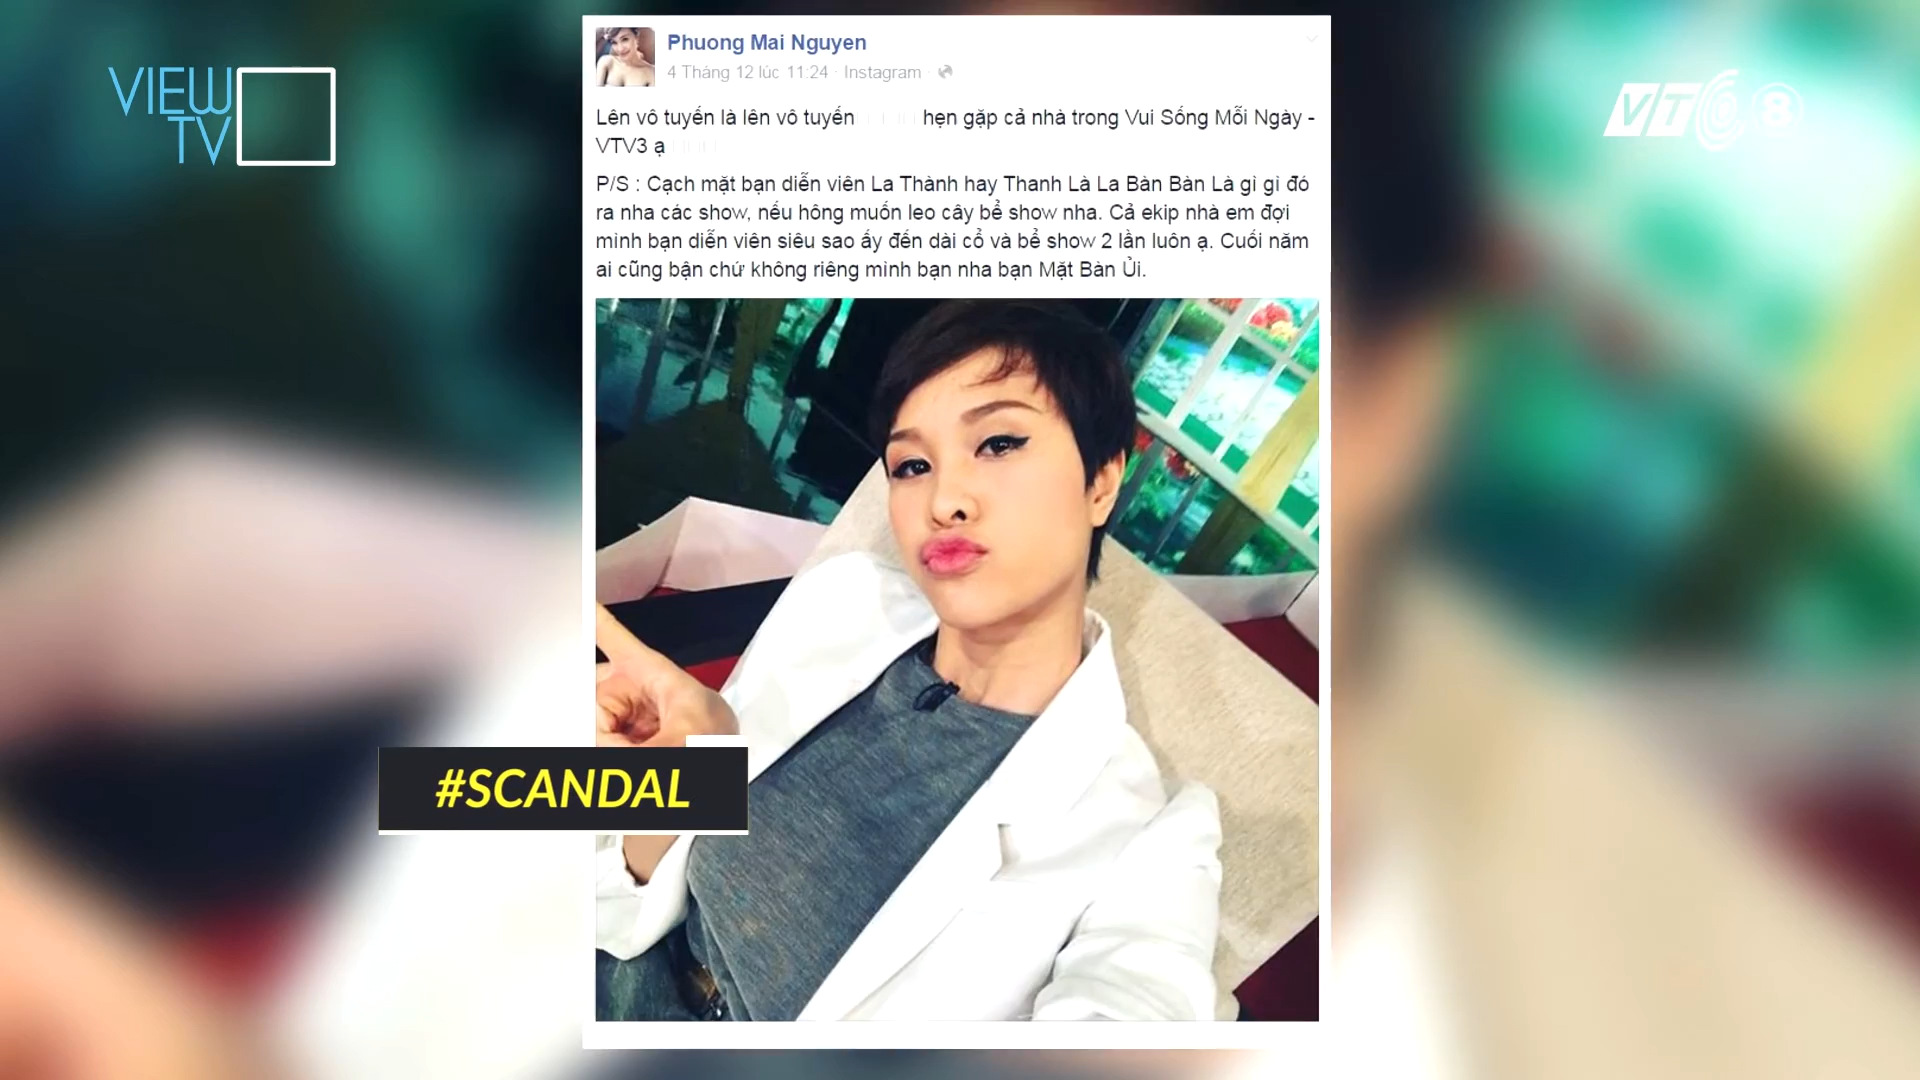 VIEW
TV
VTC 8
Phuong Mai Nguyen
4 Tháng 12 lúc 11:24 · Instagram ·
Lên vô tuyến là lên vô tuyến hẹn gặp cả nhà trong Vui Sống Mỗi Ngày -
VTV3 ạ
P/S : Cạch mặt bạn diễn viên La Thành hay Thanh Là La Bàn Bàn Là gì gì đó
ra nha các show, nếu hông muốn leo cây bể show nha. Cả ekip nhà em đợi
mình bạn diễn viên siêu sao ấy đến dài cổ và bể show 2 lần luôn ạ. Cuối năm
ai cũng bận chứ không riêng mình bạn nha bạn Mặt Bàn Ủi.
#SCANDAL